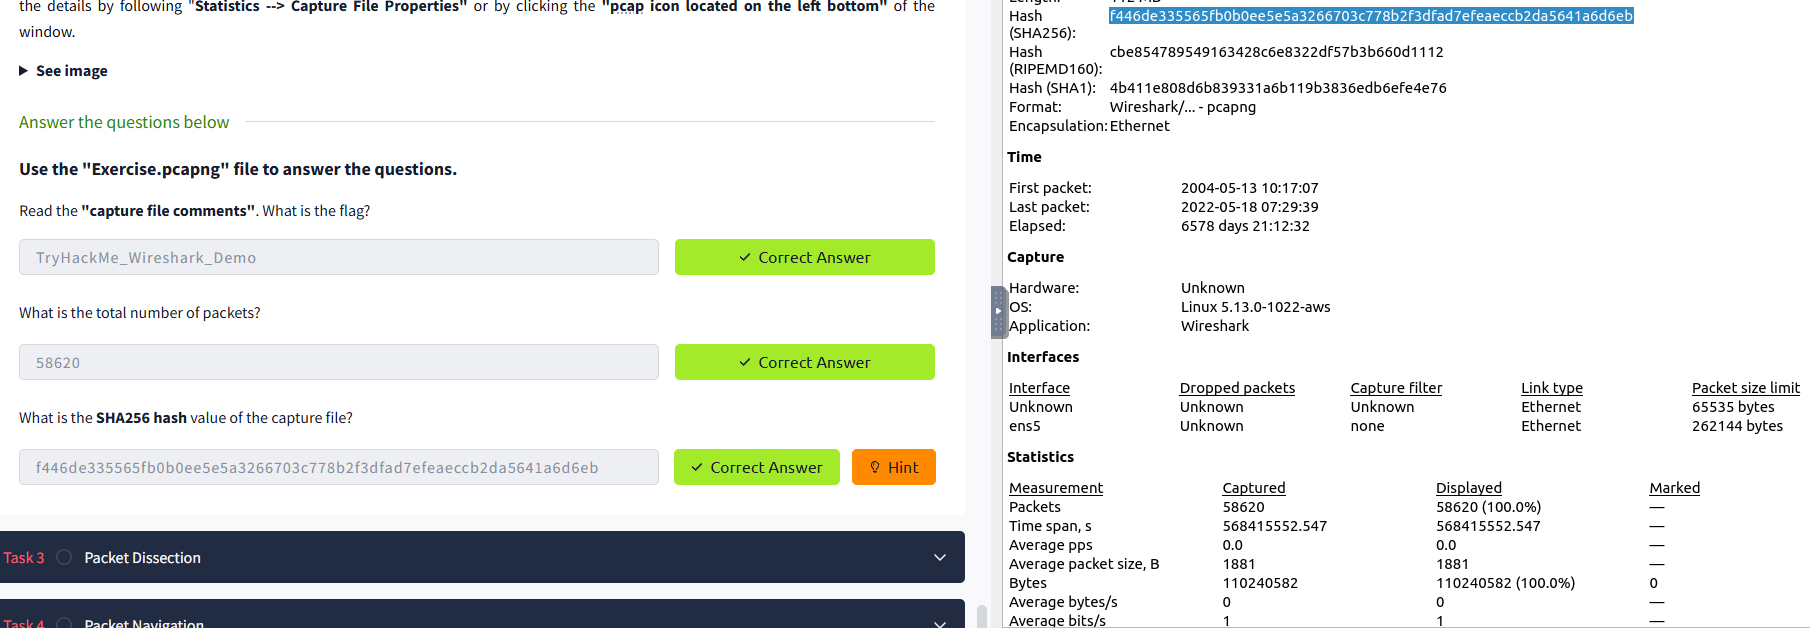 the details by following "Statistics --> Capture File Properties" or by clicking the "pcap icon located on the left bottom" of the
window.
See image
Answer the questions below
Use the "Exercise.pcapng" file to answer the questions.
Read the "capture file comments". What is the flag?
TryHackMe_Wireshark_Demo
Correct Answer
What is the total number of packets?
58620
Correct Answer
What is the SHA256 hash value of the capture file?
f446de335565fb0b0ee5e5a3266703c778b2f3dfad7efeaeccb2da5641a6d6eb
Correct Answer
Hint
Task 3 Packet Dissection
Task 4 Packet Navigation
Hash f446de335565fb0b0ee5e5a3266703c778b2f3dfad7efeaeccb2da5641a6d6eb
(SHA256):
Hash cbe854789549163428c6e8322df57b3b660d1112
(RIPEMD160):
Hash (SHA1): 4b411e808d6b839331a6b119b3836edb6efe4e76
Format: Wireshark/... - pcapng
Encapsulation: Ethernet
Time
First packet: 2004-05-13 10:17:07
Last packet: 2022-05-18 07:29:39
Elapsed: 6578 days 21:12:32
Capture
Hardware: Unknown
OS: Linux 5.13.0-1022-aws
Application: Wireshark
Interfaces
Interface Dropped packets Capture filter Link type Packet size limit
Unknown Unknown Unknown Ethernet 65535 bytes
ens5 Unknown none Ethernet 262144 bytes
Statistics
Measurement Captured Displayed Marked
Packets 58620 58620 (100.0%) —
Time span, s 568415552.547 568415552.547 —
Average pps 0.0 0.0 —
Average packet size, B 1881 1881 —
Bytes 110240582 110240582 (100.0%) 0
Average bytes/s 0 0 —
Average bits/s 1 1 —